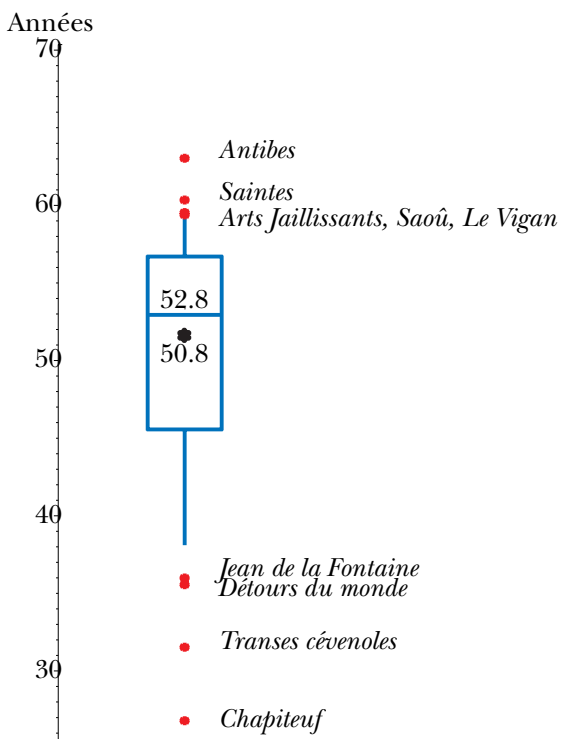 Années
70
Antibes
Saintes
60
Arts Jaillissants, Saoû, Le Vigan
52.8
50
50.8
40
Jean de la Fontaine
Détours du monde
Transes cévenoles
30
Chapiteuf